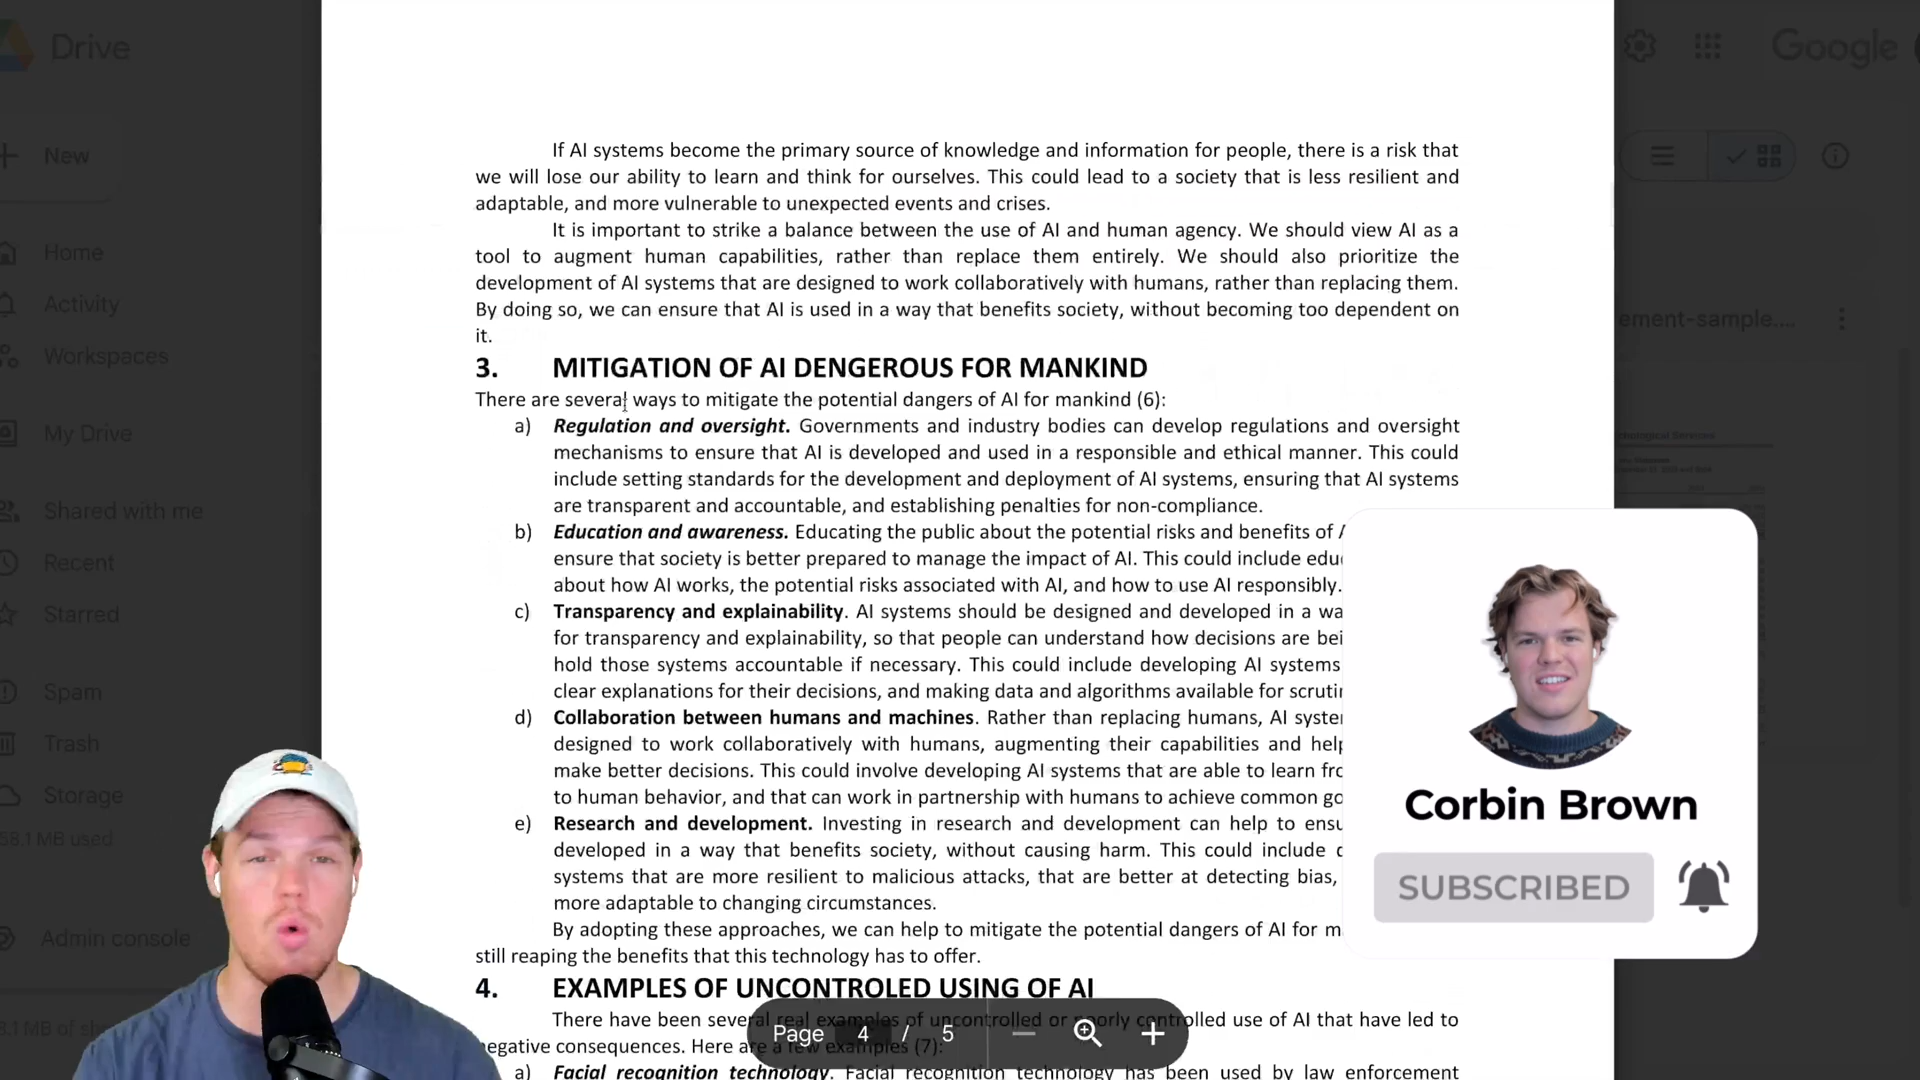 Drive
Google
New
Home
Activity
Workspaces
My Drive
Shared with me
Recent
Starred
Spam
Trash
Storage
58.1 MB used
Admin console
ement-sample....
If AI systems become the primary source of knowledge and information for people, there is a risk that
we will lose our ability to learn and think for ourselves. This could lead to a society that is less resilient and
adaptable, and more vulnerable to unexpected events and crises.
It is important to strike a balance between the use of AI and human agency. We should view AI as a
tool to augment human capabilities, rather than replace them entirely. We should also prioritize the
development of AI systems that are designed to work collaboratively with humans, rather than replacing them.
By doing so, we can ensure that AI is used in a way that benefits society, without becoming too dependent on
it.
3. MITIGATION OF AI DENGEROUS FOR MANKIND
There are several ways to mitigate the potential dangers of AI for mankind (6):
a) Regulation and oversight. Governments and industry bodies can develop regulations and oversight
mechanisms to ensure that AI is developed and used in a responsible and ethical manner. This could
include setting standards for the development and deployment of AI systems, ensuring that AI systems
are transparent and accountable, and establishing penalties for non-compliance.
b) Education and awareness. Educating the public about the potential risks and benefits of
ensure that society is better prepared to manage the impact of AI. This could include edu
about how AI works, the potential risks associated with AI, and how to use AI responsibly.
c) Transparency and explainability. AI systems should be designed and developed in a wa
for transparency and explainability, so that people can understand how decisions are bei
hold those systems accountable if necessary. This could include developing AI systems
clear explanations for their decisions, and making data and algorithms available for scruti
d) Collaboration between humans and machines. Rather than replacing humans, AI syste
designed to work collaboratively with humans, augmenting their capabilities and help
make better decisions. This could involve developing AI systems that are able to learn fro
to human behavior, and that can work in partnership with humans to achieve common go
e) Research and development. Investing in research and development can help to ensu
developed in a way that benefits society, without causing harm. This could include
systems that are more resilient to malicious attacks, that are better at detecting bias,
more adaptable to changing circumstances.
By adopting these approaches, we can help to mitigate the potential dangers of AI for m
still reaping the benefits that this technology has to offer.
4. EXAMPLES OF UNCONTROLED USING OF AI
There have been several real examples of uncontrolled or poorly controlled use of AI that have led to
negative consequences. Here are a few examples (7):
a) Facial recognition technology. Facial recognition technology has been used by law enforcement
Page 4 / 5
Corbin Brown
SUBSCRIBED